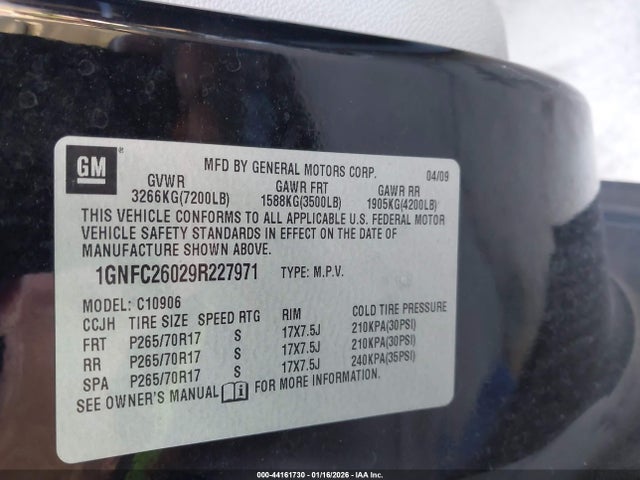 GM
MFD BY GENERAL MOTORS CORP. 04/09
GVWR GAWR FRT GAWR RR
3266KG(7200LB) 1588KG(3500LB) 1905KG(4200LB)
THIS VEHICLE CONFORMS TO ALL APPLICABLE U.S. FEDERAL MOTOR
VEHICLE SAFETY STANDARDS IN EFFECT ON THE DATE OF
MANUFACTURE SHOWN ABOVE.
1GNFC26029R227971 TYPE: M.P.V.
MODEL: C10906
CCJH TIRE SIZE SPEED RTG RIM COLD TIRE PRESSURE
FRT P265/70R17 S 17X7.5J 210KPA(30PSI)
RR P265/70R17 S 17X7.5J 210KPA(30PSI)
SPA P265/70R17 S 17X7.5J 240KPA(35PSI)
SEE OWNER'S MANUAL FOR MORE INFORMATION.
000-44161730 - 01/16/2026 - IAA Inc.